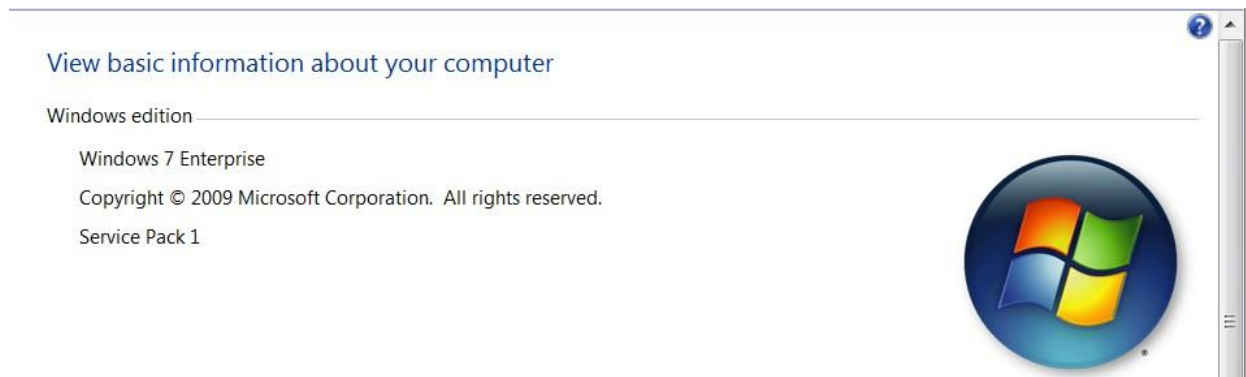 View basic information about your computer
Windows edition
Windows 7 Enterprise
Copyright © 2009 Microsoft Corporation. All rights reserved.
Service Pack 1